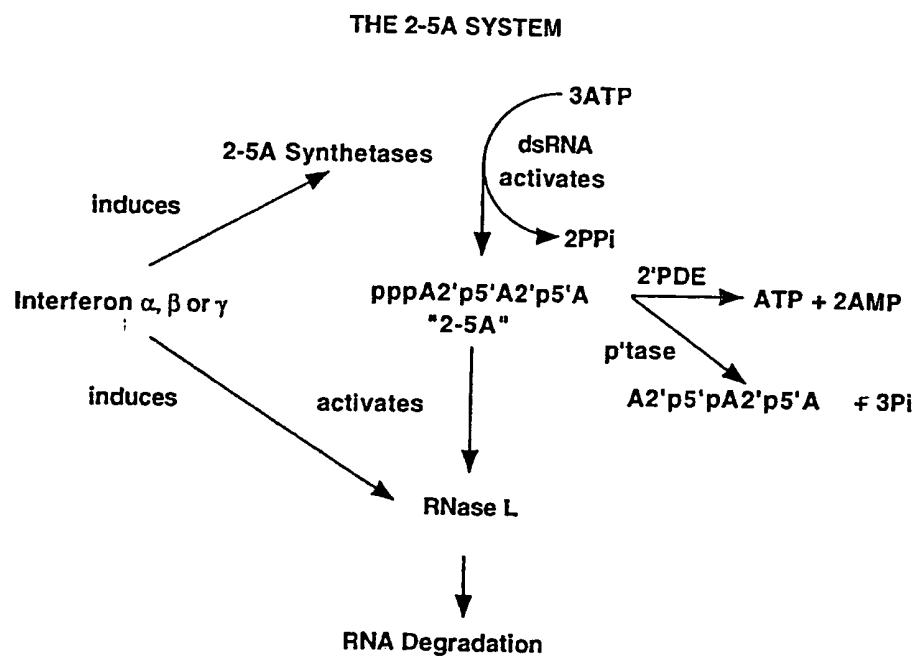 THE 2-5A SYSTEM
3ATP
dsRNA
activates
2-5A Synthetases
induces
2PPi
Interferon α, β or γ
pppA2'p5'A2'p5'A
"2-5A"
2'PDE
ATP + 2AMP
p'tase
A2'p5'pA2'p5'A + 3Pi
induces
activates
RNase L
RNA Degradation